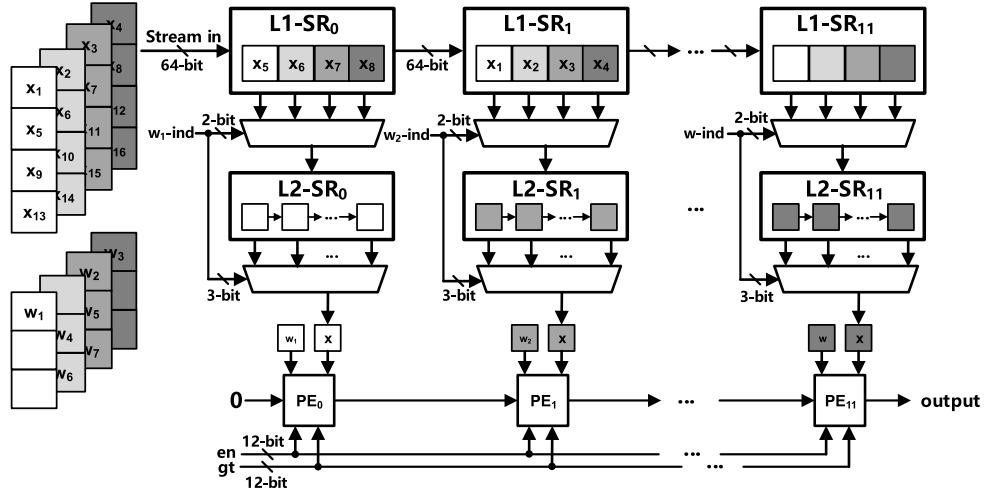 x4
x3
x8
x2
x7
12
x1
x6
x11
16
x5
x10
x15
x9
x14
x13
w3
w2
w1
w5
w4
w7
w6
Stream in
64-bit
L1-SR0
x5 x6 x7 x8
64-bit
L1-SR1
x1 x2 x3 x4
...
L1-SR11
w1-ind
2-bit
w2-ind
2-bit
w-ind
2-bit
L2-SR0
...
L2-SR1
...
...
L2-SR11
...
...
...
...
3-bit
3-bit
3-bit
w1 x
w2 x
w x
0
PE0
PE1
...
PE11
output
en
12-bit
...
gt
12-bit
...